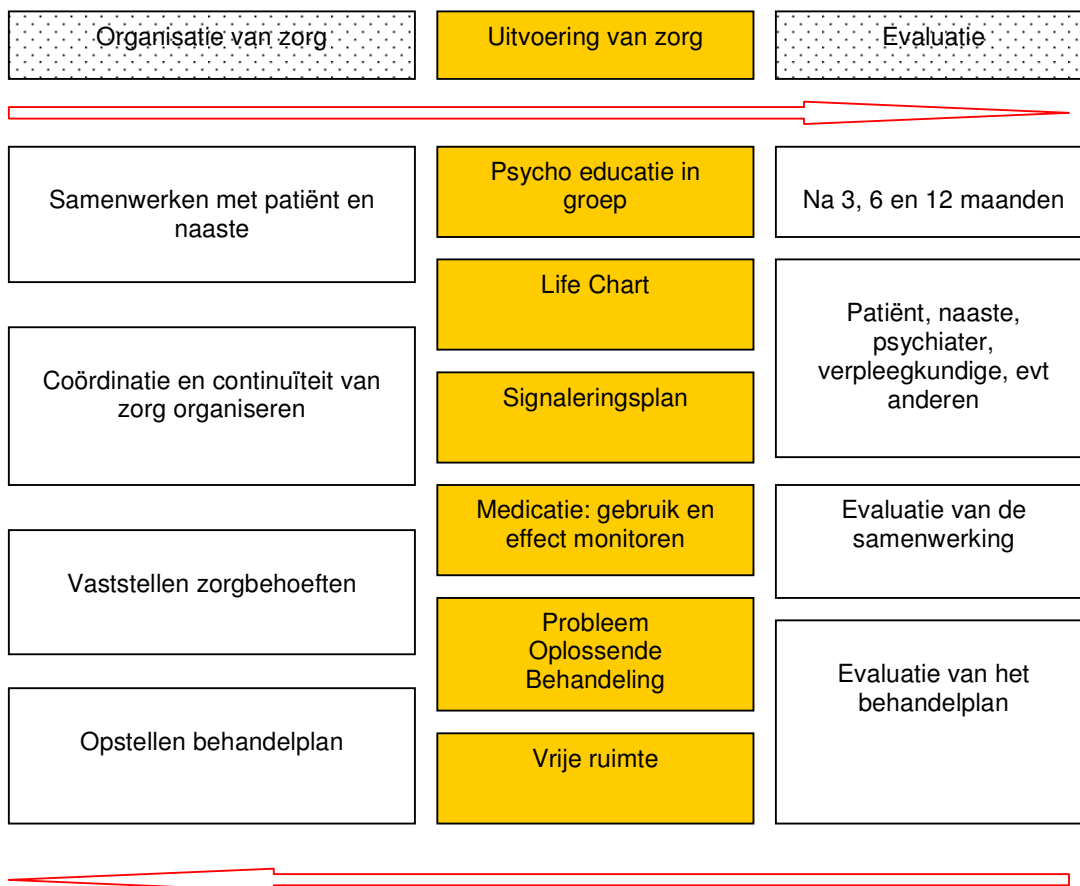 Organisatie van zorg
Uitvoering van zorg
Evaluatie
Samenwerken met patiënt en
naaste
Coördinatie en continuïteit van
zorg organiseren
Vaststellen zorgbehoeften
Opstellen behandelplan
Psycho educatie in
groep
Life Chart
Signaleringsplan
Medicatie: gebruik en
effect monitoren
Probleem
Oplossende
Behandeling
Vrije ruimte
Na 3, 6 en 12 maanden
Patiënt, naaste,
psychiater,
verpleegkundige, evt
anderen
Evaluatie van de
samenwerking
Evaluatie van het
behandelplan